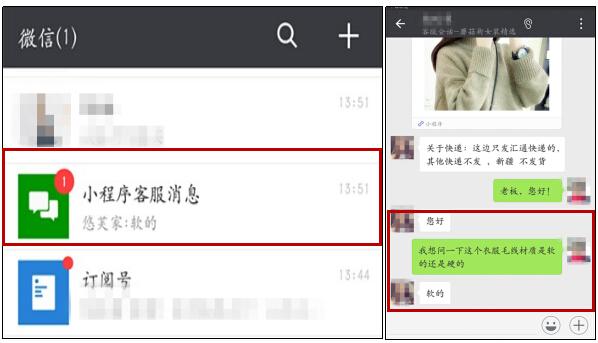 微信(1)
13:51
小程序客服消息
13:51
1
悠芙家:软的
订阅号
13:44
客服会话-蘑菇街女装精选
小程序
关于快递：这边只发汇通快递的、
其他快递不发 ，新疆 不发货
老板、您好！
您好
我想问一下这个衣服毛线材质是软
的还是硬的
软的